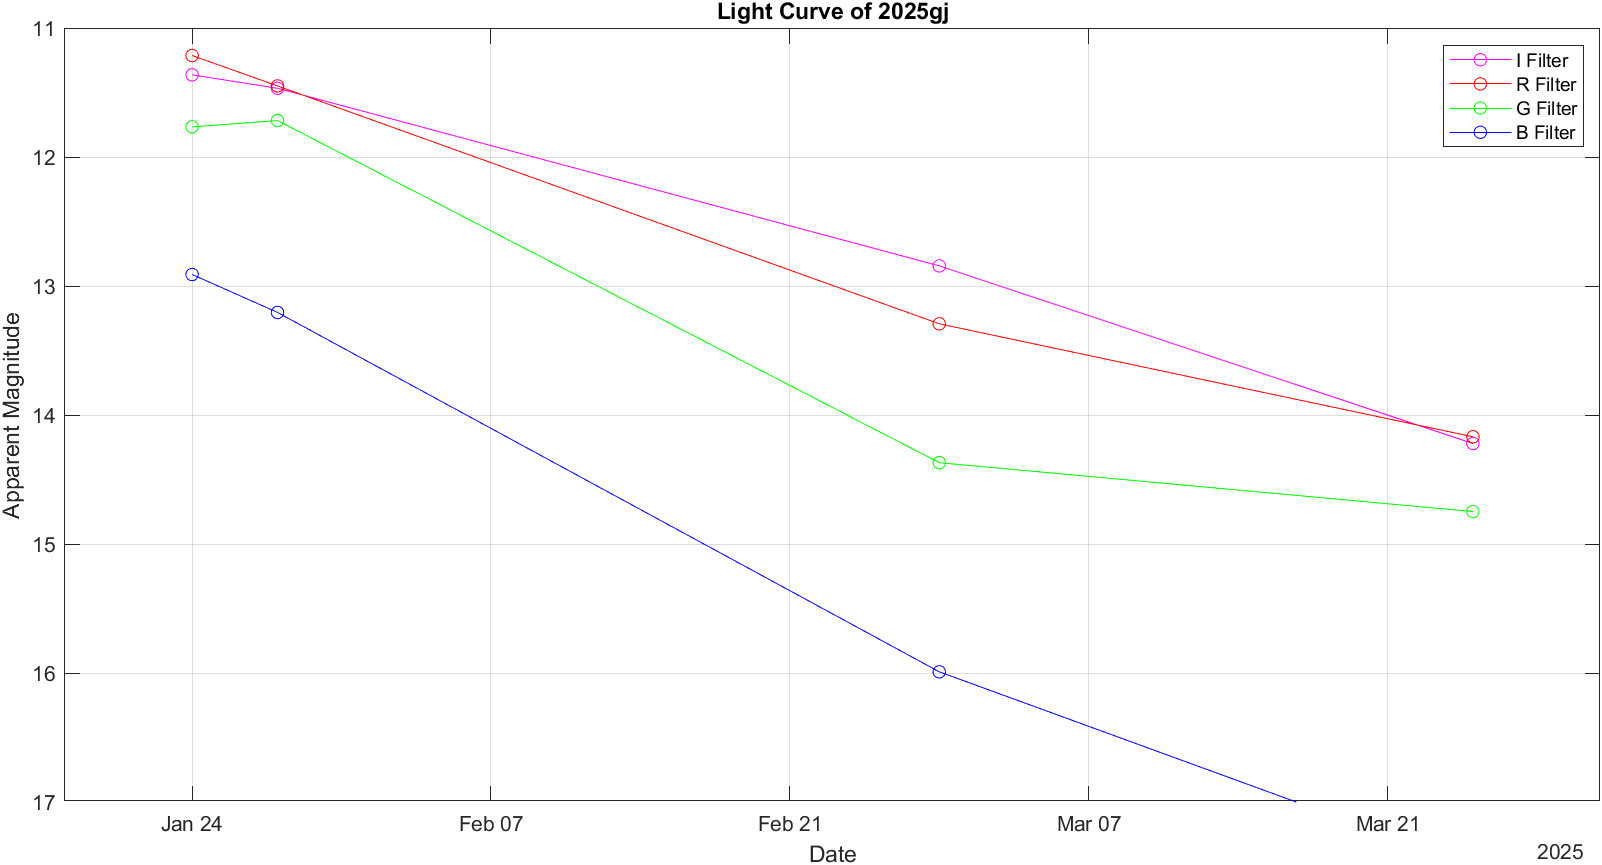 Light Curve of 2025gj
11
12
13
14
15
16
17
Apparent Magnitude
I Filter
R Filter
G Filter
B Filter
Jan 24
Feb 07
Feb 21
Mar 07
Mar 21
Date
2025